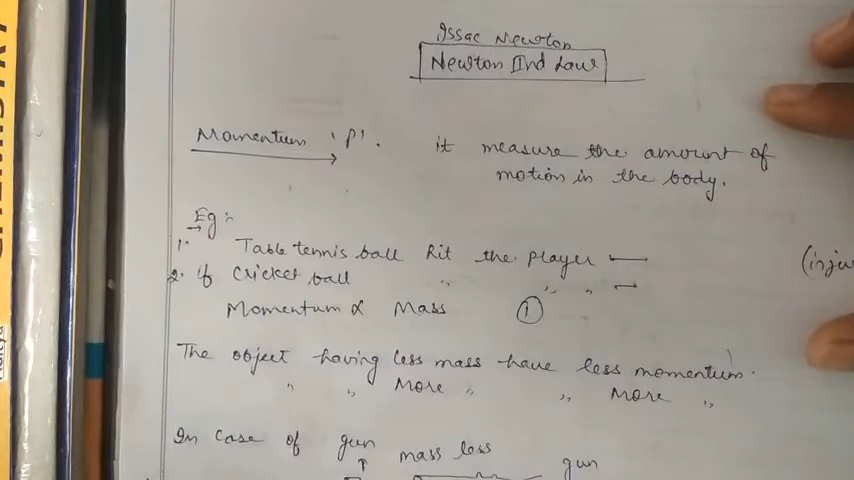 Issac Newton
Newton IInd Law
Momentum 'P'. it measure the amount of
motion in the body.
Eg:-
1. Table tennis ball hit the player
2. if cricket ball " " "
Momentum ∝ Mass ①
The object having less mass have less momentum.
" " More " " More "
In case of gun mass less
gun